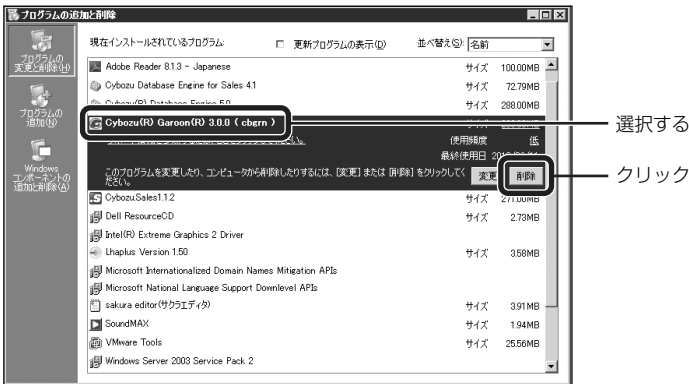 プログラムの追加と削除
現在インストールされているプログラム:
更新プログラムの表示(D)
並べ替え(S): 名前
プログラムの
変更と削除(H)
プログラムの
追加(N)
Windows
コンポーネントの
追加と削除(A)
Adobe Reader 8.1.3 - Japanese サイズ 100.00MB
Cybozu Database Engine for Sales 4.1 サイズ 72.79MB
Cybozu(R) Database Engine 5.0 サイズ 288.00MB
Cybozu(R) Garoon(R) 3.0.0 ( cbgrn )
選択する
使用頻度 低
最終使用日
このプログラムを変更したり、コンピュータから削除したりするには、[変更] または [削除] をクリックしてください。
変更 削除
クリック
Cybozu.Sales1.1.2 サイズ 271.00MB
Dell ResourceCD サイズ 2.73MB
Intel(R) Extreme Graphics 2 Driver
Lhaplus Version 1.50 サイズ 3.58MB
Microsoft Internationalized Domain Names Mitigation APIs
Microsoft National Language Support Downlevel APIs
sakura editor(サクラエディタ) サイズ 3.91MB
SoundMAX サイズ 1.94MB
VMware Tools サイズ 25.56MB
Windows Server 2003 Service Pack 2